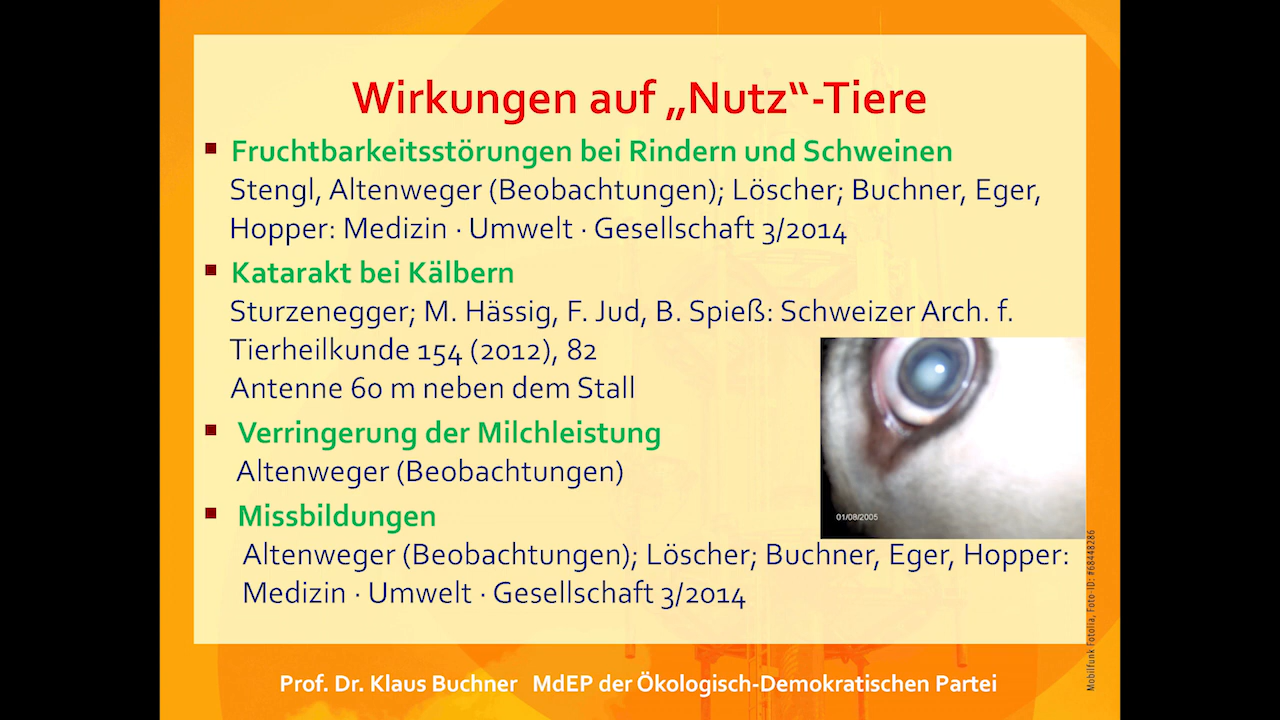 Wirkungen auf „Nutz“-Tiere
▪ Fruchtbarkeitsstörungen bei Rindern und Schweinen
Stengl, Altenweger (Beobachtungen); Löscher; Buchner, Eger,
Hopper: Medizin · Umwelt · Gesellschaft 3/2014
▪ Katarakt bei Kälbern
Sturzenegger; M. Hässig, F. Jud, B. Spieß: Schweizer Arch. f.
Tierheilkunde 154 (2012), 82
Antenne 60 m neben dem Stall
▪ Verringerung der Milchleistung
Altenweger (Beobachtungen)
▪ Missbildungen
Altenweger (Beobachtungen); Löscher; Buchner, Eger, Hopper:
Medizin · Umwelt · Gesellschaft 3/2014
01/08/2005
Mobilfunk Fotolia, Foto-ID: #68448286
Prof. Dr. Klaus Buchner MdEP der Ökologisch-Demokratischen Partei